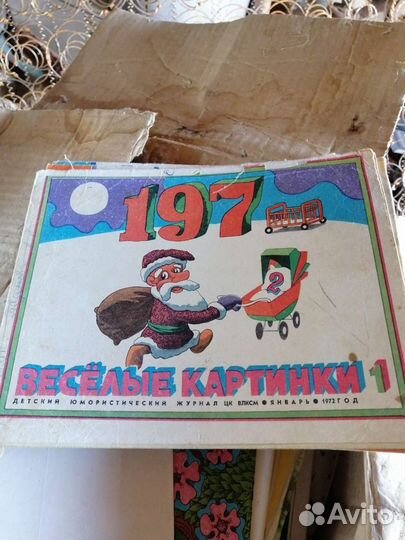 197
2
ВЕСЁЛЫЕ КАРТИНКИ 1
ДЕТСКИЙ ЮМОРИСТИЧЕСКИЙ ЖУРНАЛ ЦК ВЛКСМ • ЯНВАРЬ • 1972 ГОД
Avito